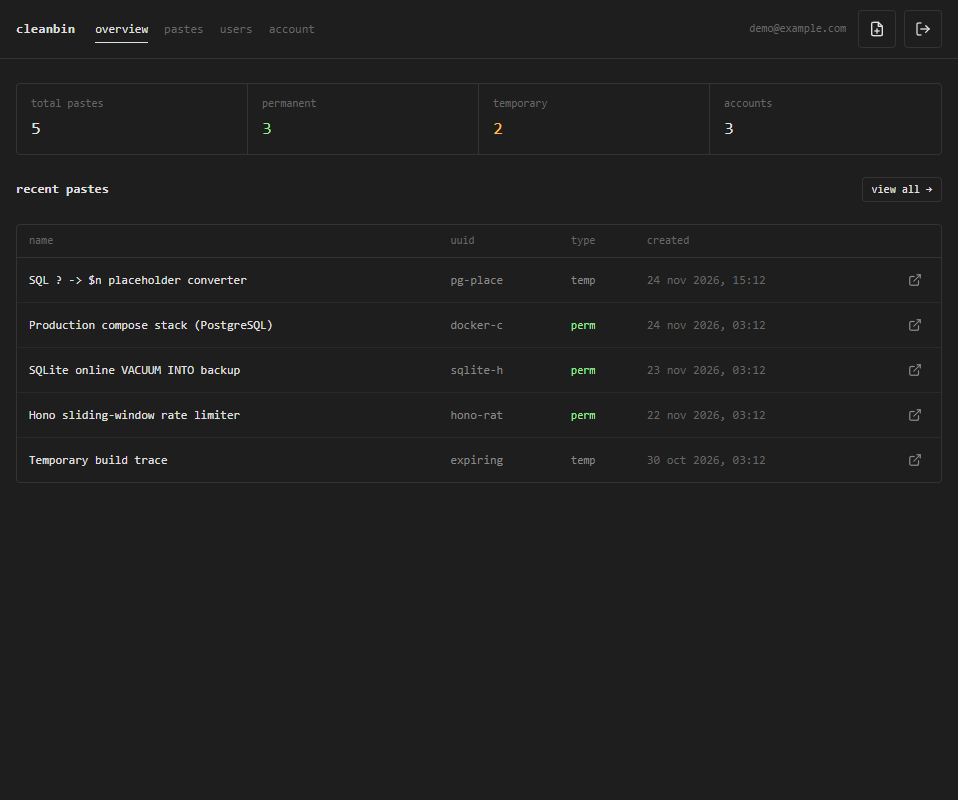 cleanbin overview pastes users account demo@example.com
total pastes permanent temporary accounts
5 3 2 3
recent pastes view all →
name uuid type created
SQL ? -> $n placeholder converter pg-place temp 24 nov 2026, 15:12
Production compose stack (PostgreSQL) docker-c perm 24 nov 2026, 03:12
SQLite online VACUUM INTO backup sqlite-h perm 23 nov 2026, 03:12
Hono sliding-window rate limiter hono-rat perm 22 nov 2026, 03:12
Temporary build trace expiring temp 30 oct 2026, 03:12